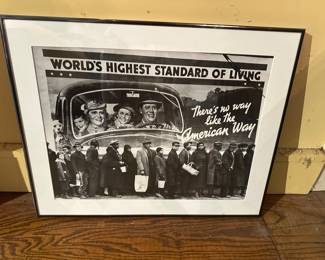 WORLD'S HIGHEST STANDARD OF LIVING
There's no way
like the
American Way